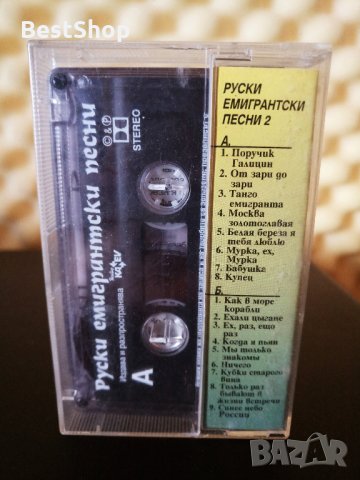 BestShop
Руски емигрантски песни
Издава и разпространява
A
© & ℗
STEREO
РУСКИ
ЕМИГРАНТСКИ
ПЕСНИ 2
А.
1. Поручик
Галицин
2. От зари до
зари
3. Танго
емигранта
4. Москва
золотоглавая
5. Белая береза я
тебя люблю
6. Мурка, ех,
Мурка
7. Бабушка
8. Купец
Б.
1. Как в море
корабли
2. Ехали цыгане
3. Ех, раз, ещо
раз
4. Когда я пьян
5. Мы только
знакомы
6. Ничего
7. Кубки старого
вина
8. Только раз
бывают в
жизни встречи
9. Синее небо
России
BAZAR